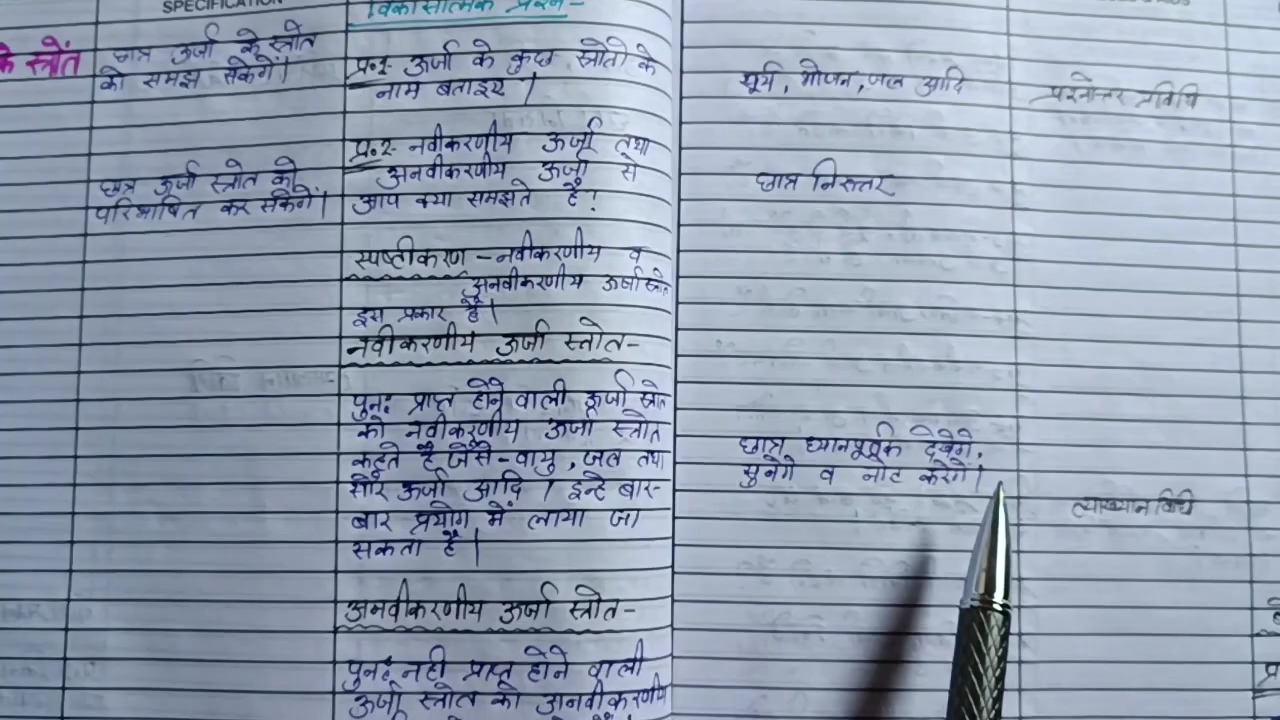 SPECIFICATION
विकासात्मक प्रश्न-
के स्त्रोत
छात्र ऊर्जा के स्त्रोत
को समझ सकेगें।
प्र०1- ऊर्जा के कुछ स्रोतो के
नाम बताइए।
सूर्य, भोजन, जल आदि
प्रश्नोत्तर प्रविधि
छात्र ऊर्जा स्त्रोत को
परिभाषित कर सकेगें।
प्र०2- नवीकरणीय ऊर्जा तथा
अनवीकरणीय ऊर्जा से
आप क्या समझते है?
छात्र निरुत्तर
स्पष्टीकरण - नवीकरणीय व
अनवीकरणीय ऊर्जा स्रोत
इस प्रकार है।
नवीकरणीय ऊर्जा स्त्रोत-
पुनः प्राप्त होने वाली ऊर्जा स्रोत
को नवीकरणीय ऊर्जा स्त्रोत
कहते है जैसे - वायु, जल तथा
सौर ऊर्जा आदि। इन्हे बार-
बार प्रयोग में लाया जा
सकता है।
छात्र ध्यानपूर्वक देखेगे,
सुनेगे व नोट करेगे।
व्याख्यान विधि
अनवीकरणीय ऊर्जा स्त्रोत-
पुनः नही प्राप्त होने वाली
ऊर्जा स्त्रोत को अनवीकरणीय